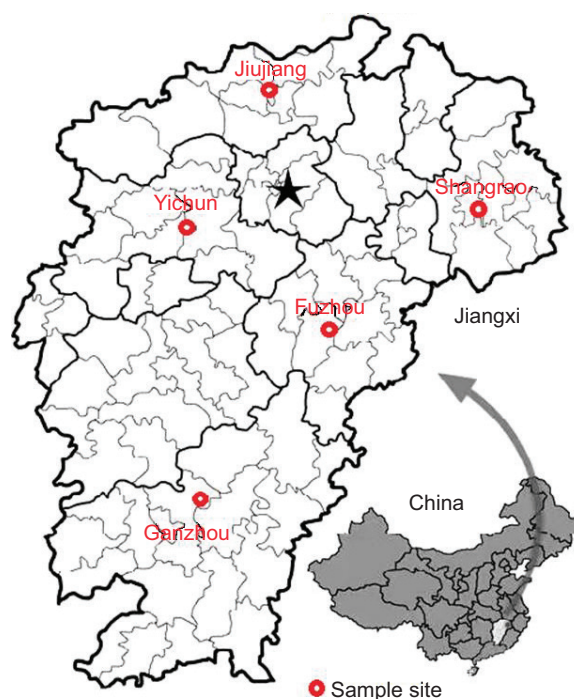 Jiujiang
Shangrao
Yichun
Fuzhou
Jiangxi
China
Ganzhou
Sample site